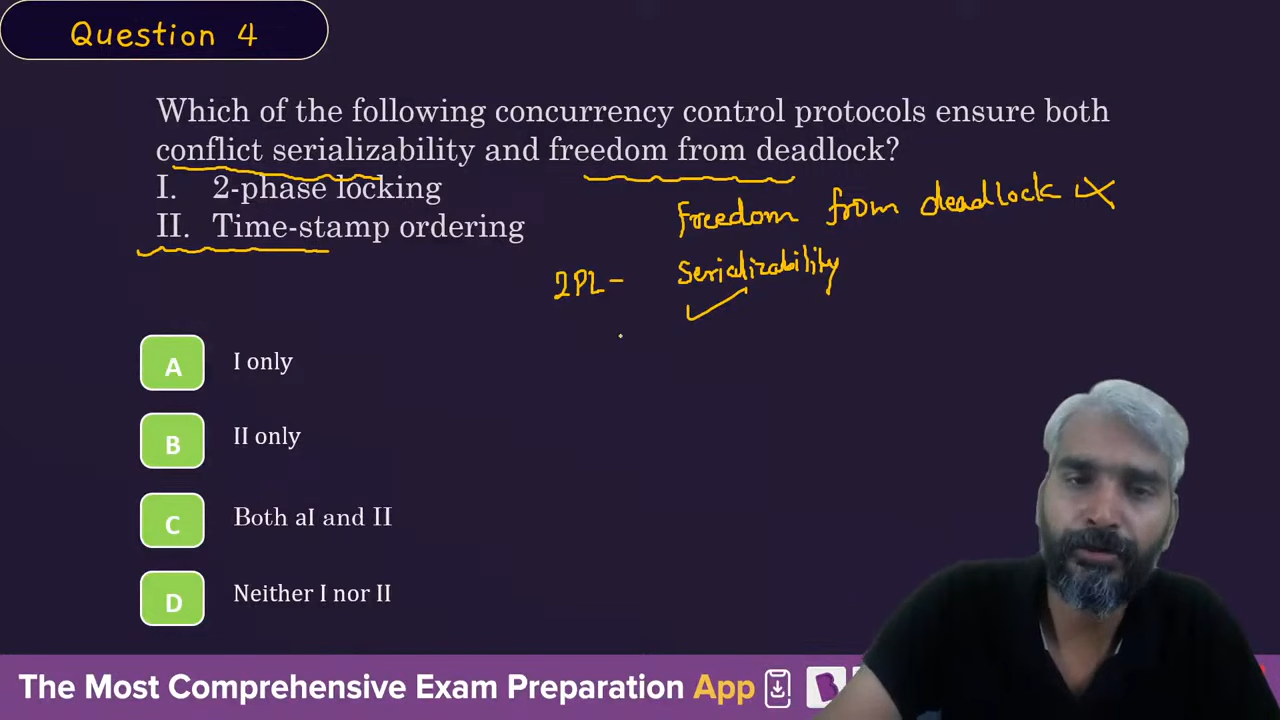 Question 4
Which of the following concurrency control protocols ensure both
conflict serializability and freedom from deadlock?
I. 2-phase locking
II. Time-stamp ordering
Freedom from deadlock
2PL - Serializability
A I only
B II only
C Both aI and II
D Neither I nor II
The Most Comprehensive Exam Preparation App